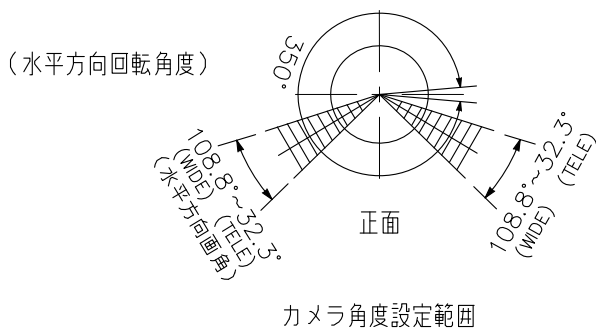 (水平方向回転角度)
350°
108.8°~32.3°
(WIDE) (TELE)
(水平方向画角)
108.8°~32.3°
(WIDE) (TELE)
正面
カメラ角度設定範囲